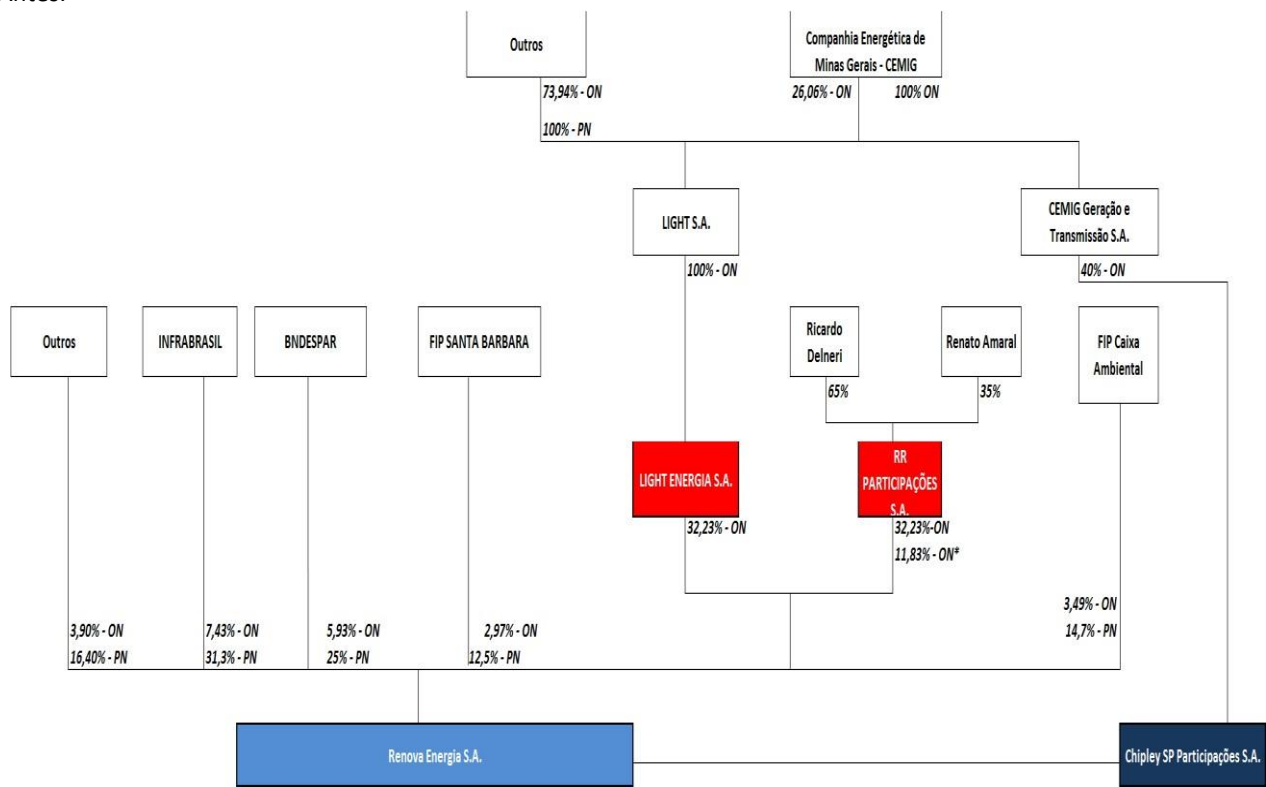 Outros
Companhia Energética de
Minas Gerais - CEMIG
73,94% - ON
26,06% - ON
100% ON
100% - PN
LIGHT S.A.
CEMIG Geração e
Transmissão S.A.
100% - ON
40% - ON
Outros
INFRABRASIL
BNDESPAR
FIP SANTA BARBARA
Ricardo
Delneri
Renato Amaral
FIP Caixa
Ambiental
65%
35%
LIGHT ENERGIA S.A.
RR
PARTICIPAÇÕES
S.A.
32,23% - ON
32,23%-ON
11,83% - ON*
3,90% - ON
16,40% - PN
7,43% - ON
31,3% - PN
5,93% - ON
25% - PN
2,97% - ON
12,5% - PN
3,49% - ON
14,7% - PN
Renova Energia S.A.
Chipley SP Participações S.A.